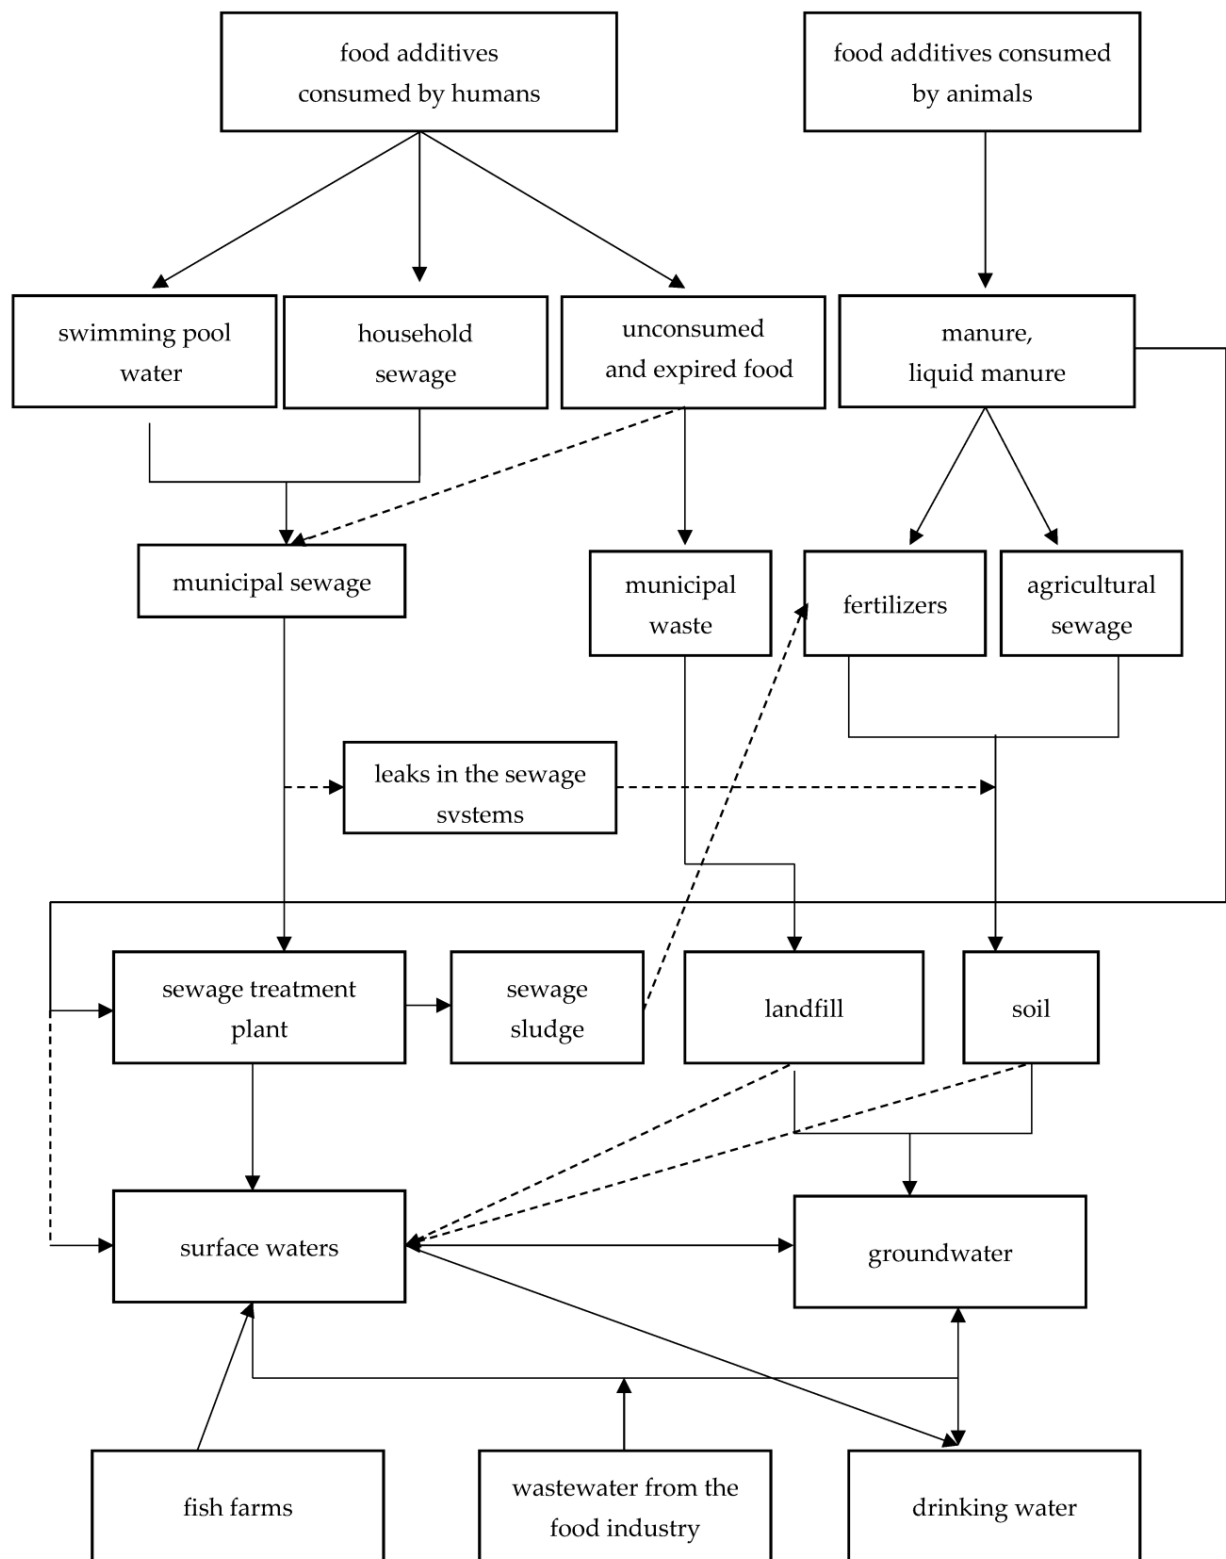 food additives
consumed by humans
food additives consumed
by animals
swimming pool
water
household
sewage
unconsumed
and expired food
manure,
liquid manure
municipal sewage
municipal
waste
fertilizers
agricultural
sewage
leaks in the sewage
systems
sewage treatment
plant
sewage
sludge
landfill
soil
surface waters
groundwater
fish farms
wastewater from the
food industry
drinking water